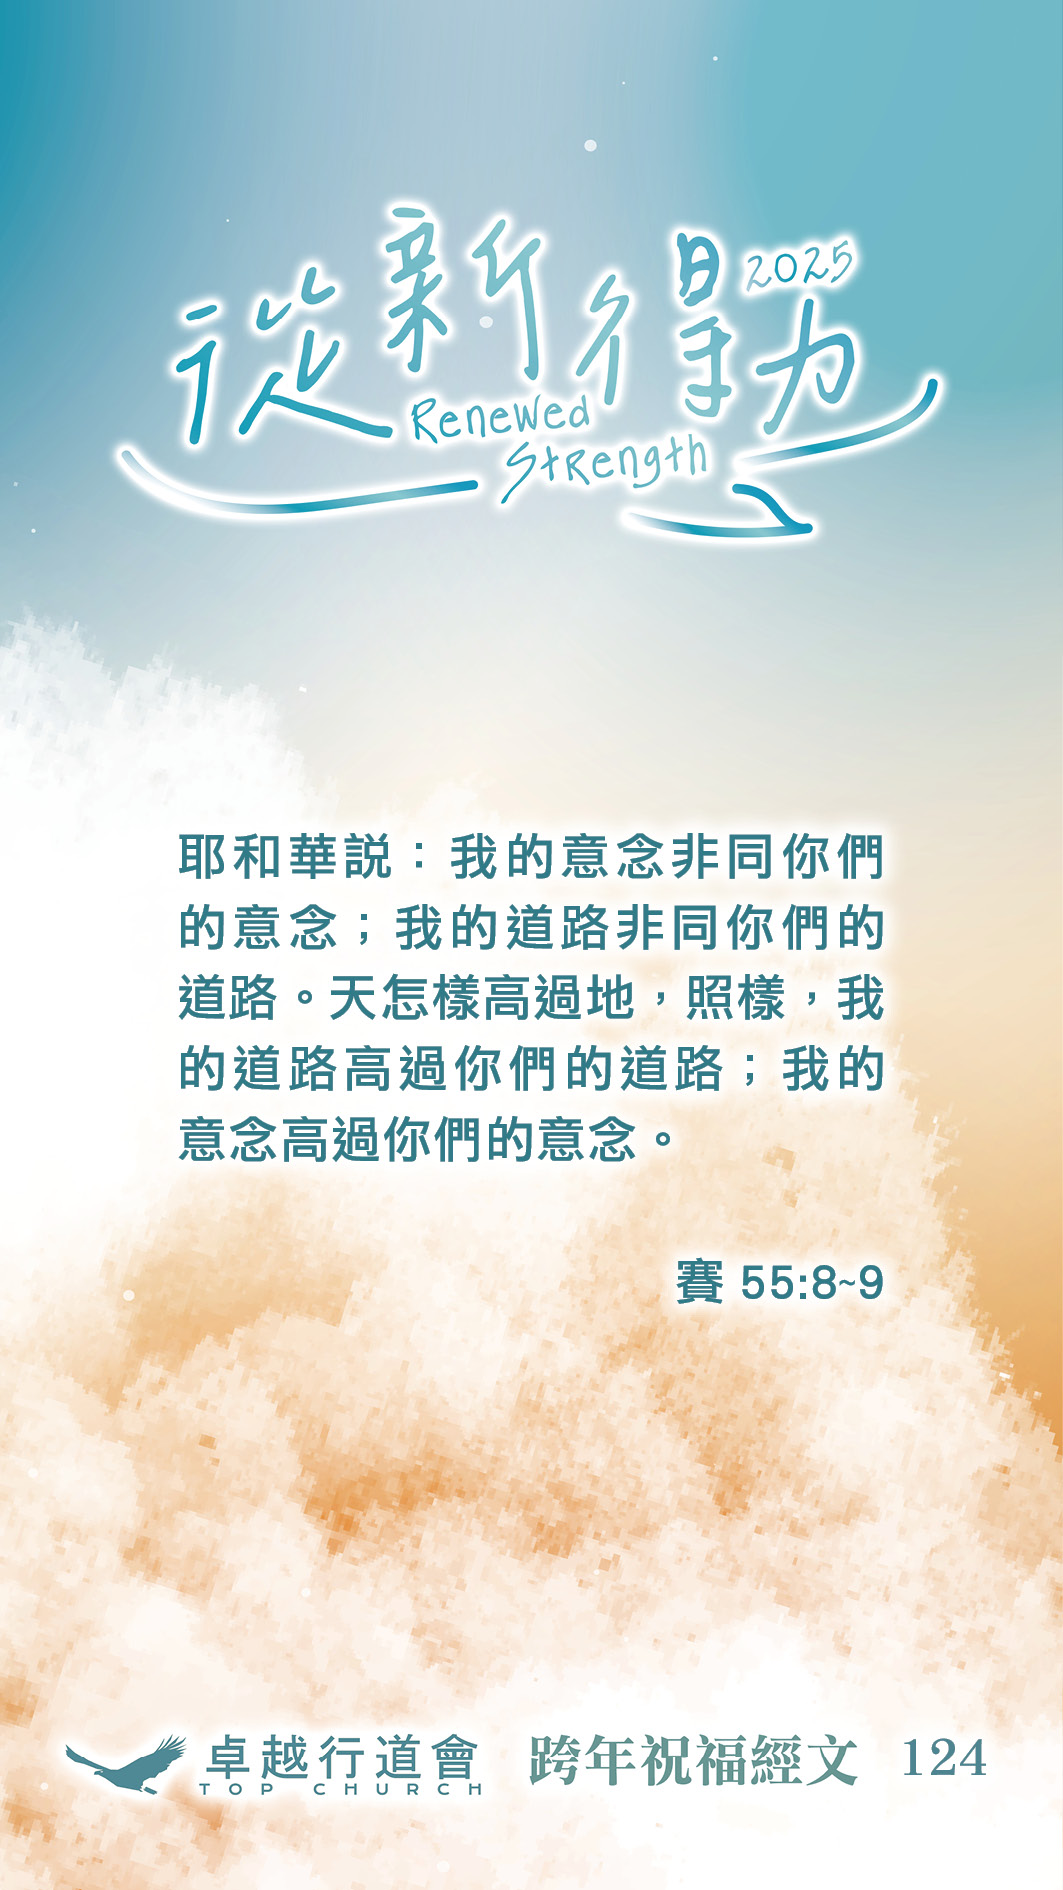 從新得力 2025
Renewed
Strength
耶和華説：我的意念非同你們
的意念；我的道路非同你們的
道路。天怎樣高過地，照樣，我
的道路高過你們的道路；我的
意念高過你們的意念。
賽 55:8~9
卓越行道會 跨年祝福經文 124
TOP CHURCH